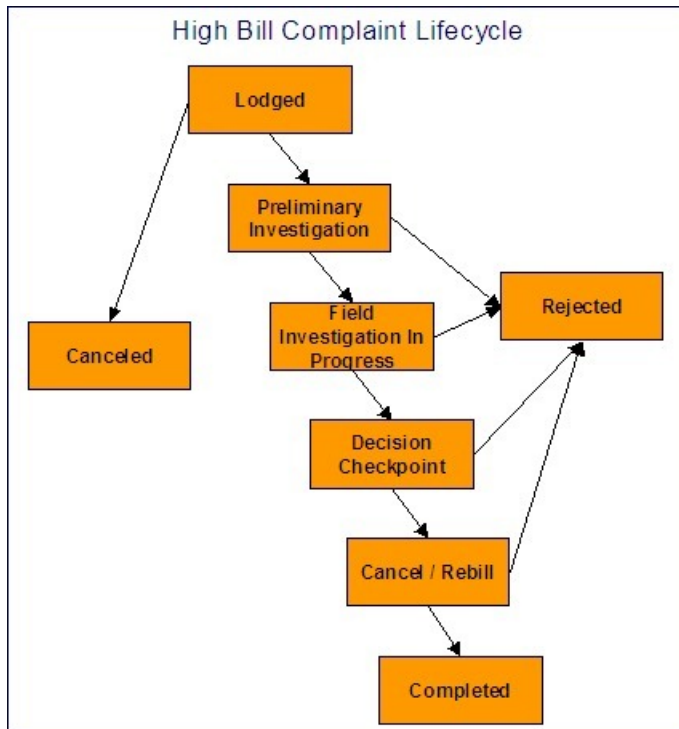 High Bill Complaint Lifecycle
Lodged
Preliminary
Investigation
Field
Investigation In
Progress
Rejected
Canceled
Decision
Checkpoint
Cancel / Rebill
Completed